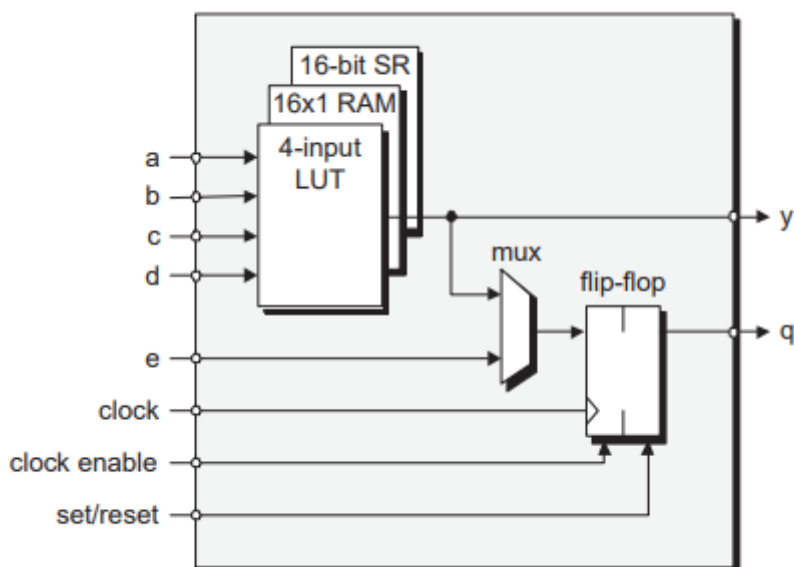 16-bit SR
16x1 RAM
4-input
LUT
a
b
c
d
y
mux
flip-flop
e
q
clock
clock enable
set/reset